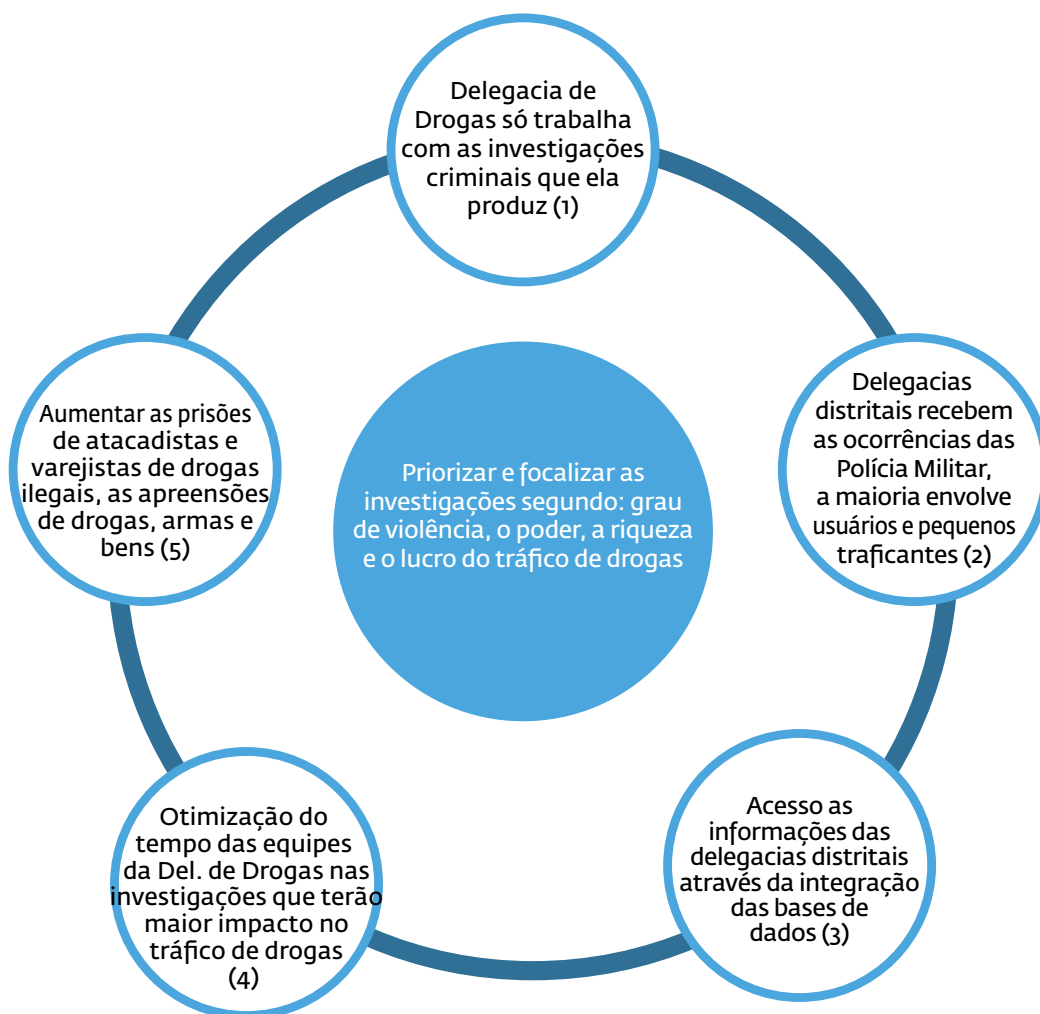 Delegacia de
Drogas só trabalha
com as investigações
criminais que ela
produz (1)
Delegacias
distritais recebem
as ocorrências das
Polícia Militar,
a maioria envolve
usuários e pequenos
traficantes (2)
Acesso as
informações das
delegacias distritais
através da integração
das bases de
dados (3)
Otimização do
tempo das equipes
da Del. de Drogas nas
investigações que terão
maior impacto no
tráfico de drogas
(4)
Aumentar as prisões
de atacadistas e
varejistas de drogas
ilegais, as apreensões
de drogas, armas e
bens (5)
Priorizar e focalizar as
investigações segundo: grau
de violência, o poder, a riqueza
e o lucro do tráfico de drogas